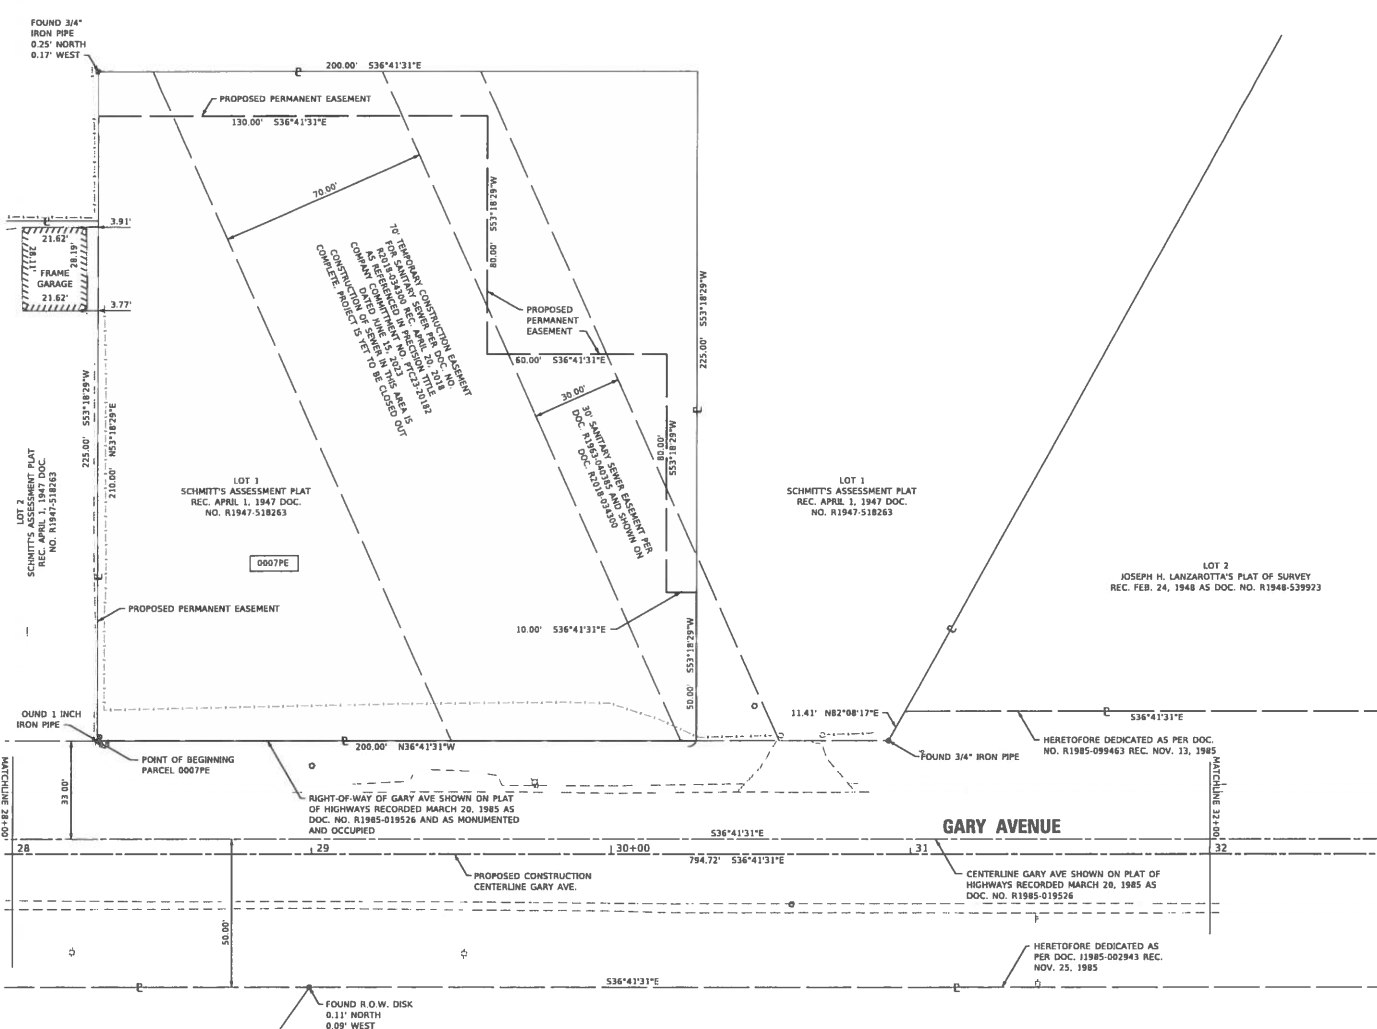 FOUND 3/4"
IRON PIPE
0.25' NORTH
0.17' WEST
200.00' S36°41'31"E
PROPOSED PERMANENT EASEMENT
130.00' S36°41'31"E
70.00'
80.00' S53°18'29"W
3.91'
21.62'
28.11'
28.19'
FRAME
GARAGE
21.62'
3.77'
70' TEMPORARY CONSTRUCTION EASEMENT
FOR SANITARY SEWER PER DOC. NO.
R2018-034300 REC. APRIL 20, 2018
AS REFERENCED IN PRECISION TITLE
COMPANY COMMITTMENT NO. PTC23-20182
DATED JUNE 15, 2023
CONSTRUCTION OF SEWER IN THIS AREA IS
COMPLETE, PROJECT IS YET TO BE CLOSED OUT
PROPOSED
PERMANENT
EASEMENT
60.00' S36°41'31"E
225.00' S53°18'29"W
30.00'
30' SANITARY SEWER EASEMENT PER
DOC. R1963-040385 AND SHOWN ON
DOC. R2018-034300
80.00'
S53°18'29"W
225.00' S53°18'29"W
210.00' N53°18'29"E
LOT 2
SCHMITT'S ASSESSMENT PLAT
REC. APRIL 1, 1947 DOC.
NO. R1947-518263
LOT 1
SCHMITT'S ASSESSMENT PLAT
REC. APRIL 1, 1947 DOC.
NO. R1947-518263
LOT 1
SCHMITT'S ASSESSMENT PLAT
REC. APRIL 1, 1947 DOC.
NO. R1947-518263
0007PE
LOT 2
JOSEPH H. LANZAROTTA'S PLAT OF SURVEY
REC. FEB. 24, 1948 AS DOC. NO. R1948-539923
PROPOSED PERMANENT EASEMENT
10.00' S36°41'31"E
50.00' S53°18'29"W
OUND 1 INCH
IRON PIPE
11.41' N82°08'17"E
S36°41'31"E
200.00' N36°41'31"W
POINT OF BEGINNING
PARCEL 0007PE
HERETOFORE DEDICATED AS PER DOC.
NO. R1985-099463 REC. NOV. 13, 1985
FOUND 3/4" IRON PIPE
MATCHLINE 28+00
33.00'
RIGHT-OF-WAY OF GARY AVE SHOWN ON PLAT
OF HIGHWAYS RECORDED MARCH 20, 1985 AS
DOC. NO. R1985-019526 AND AS MONUMENTED
AND OCCUPIED
MATCHLINE 32+00
GARY AVENUE
S36°41'31"E
28
29
30+00
31
32
794.72' S36°41'31"E
PROPOSED CONSTRUCTION
CENTERLINE GARY AVE.
CENTERLINE GARY AVE SHOWN ON PLAT OF
HIGHWAYS RECORDED MARCH 20, 1985 AS
DOC. NO. R1985-019526
50.00'
HERETOFORE DEDICATED AS
PER DOC. J1985-002943 REC.
NOV. 25, 1985
S36°41'31"E
FOUND R.O.W. DISK
0.11' NORTH
0.09' WEST